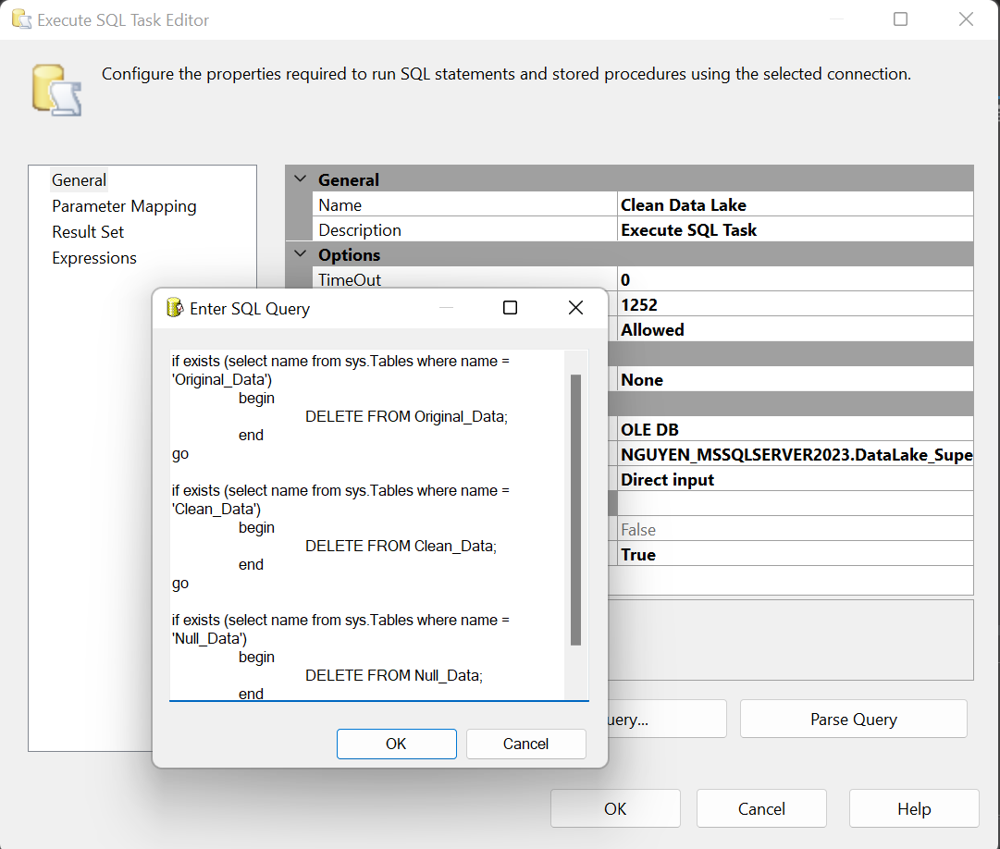 Execute SQL Task Editor
Configure the properties required to run SQL statements and stored procedures using the selected connection.
General
Parameter Mapping
Result Set
Expressions
General
Name Clean Data Lake
Description Execute SQL Task
Options
TimeOut 0
1252
Allowed
None
OLE DB
NGUYEN_MSSQLSERVER2023.DataLake_Supe
Direct input
False
True
Enter SQL Query
if exists (select name from sys.Tables where name =
'Original_Data')
begin
DELETE FROM Original_Data;
end
go
if exists (select name from sys.Tables where name =
'Clean_Data')
begin
DELETE FROM Clean_Data;
end
go
if exists (select name from sys.Tables where name =
'Null_Data')
begin
DELETE FROM Null_Data;
end
OK Cancel
uery...
Parse Query
OK Cancel Help